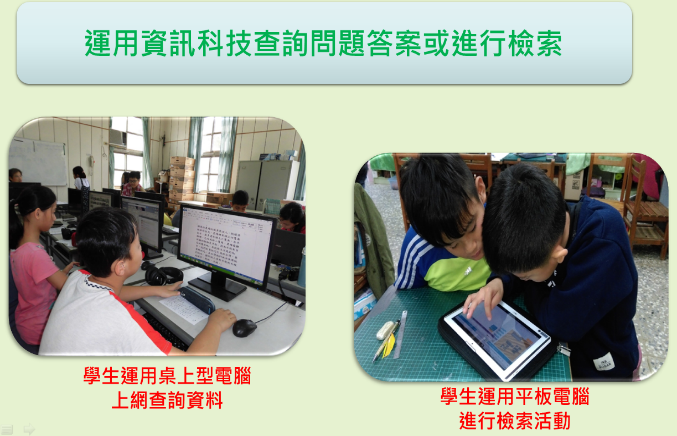 運用資訊科技查詢問題答案或進行檢索
學生運用桌上型電腦
上網查詢資料
學生運用平板電腦
進行檢索活動